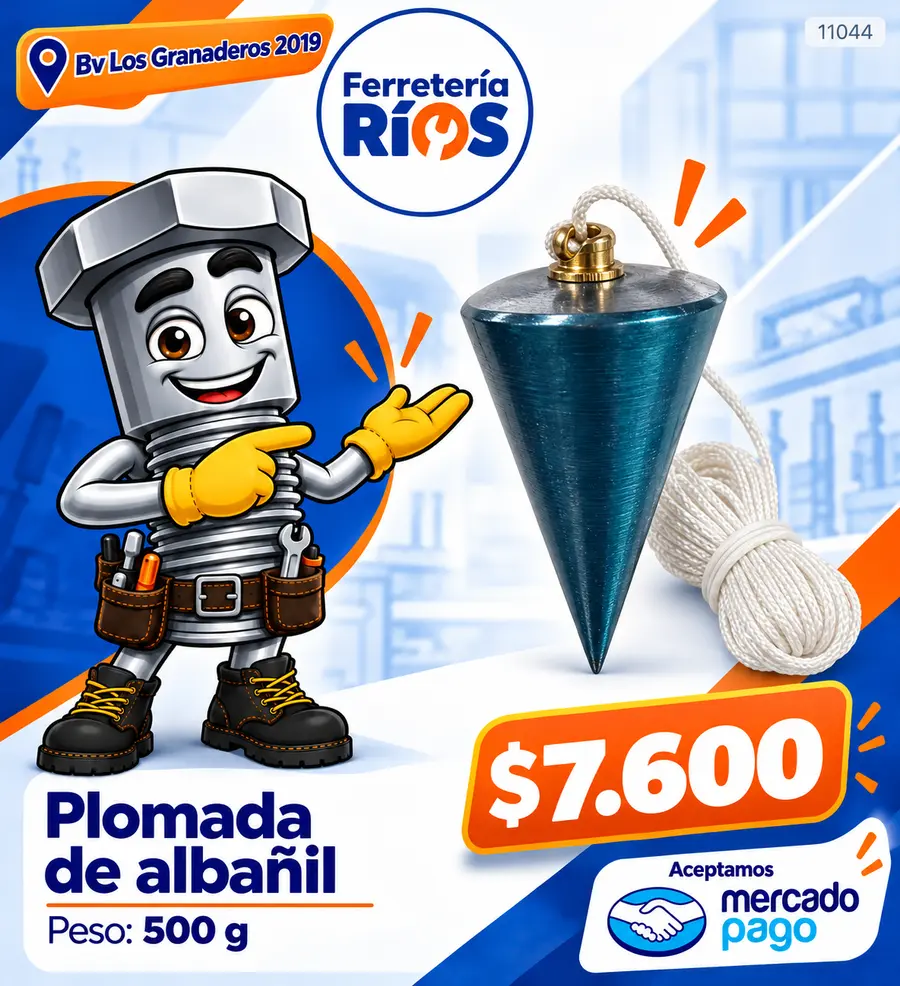 Bv Los Granaderos 2019
Ferretería
Ríos
11044
$7.600
Plomada
de albañil
Peso: 500 g
Aceptamos
mercado
pago